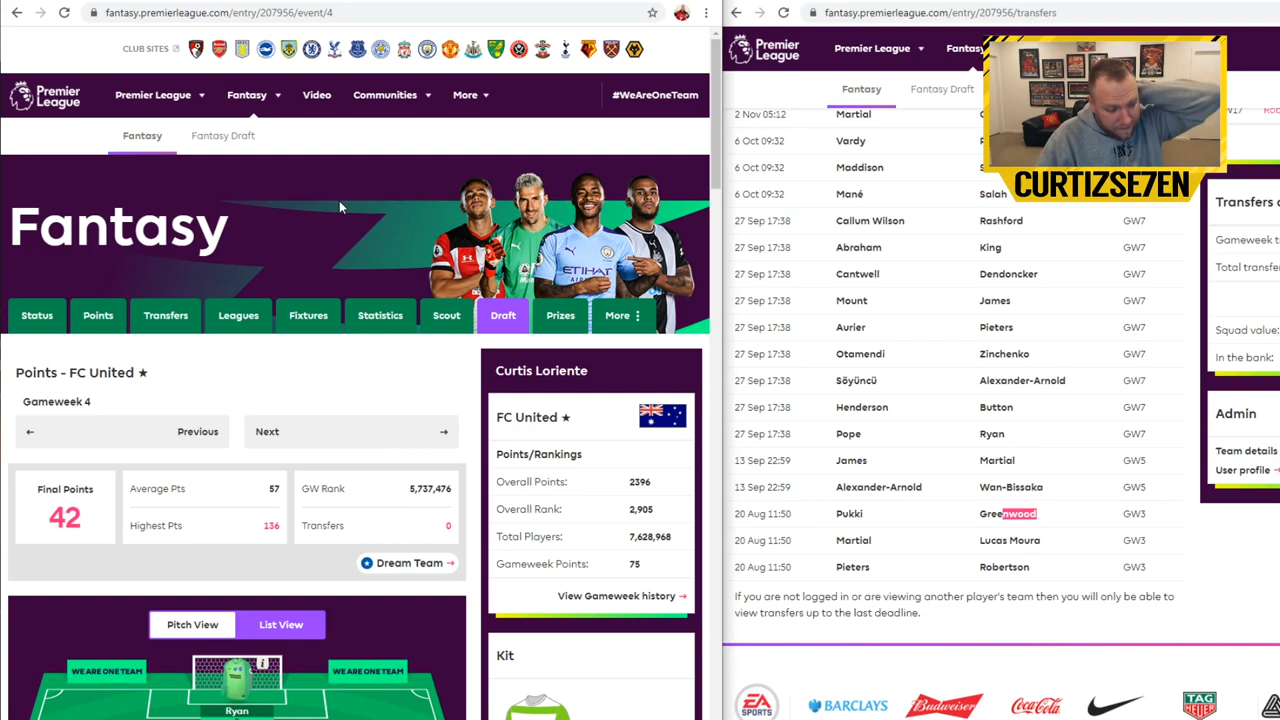 fantasy.premierleague.com/entry/207956/event/4
CLUB SITES
Premier
League
Premier League
Fantasy
Video
Communities
More
#WeAreOneTeam
Fantasy
Fantasy Draft
Fantasy
ETIHAD
Status
Points
Transfers
Leagues
Fixtures
Statistics
Scout
Draft
Prizes
More
Points - FC United ★
Gameweek 4
← Previous
Next →
Final Points
42
Average Pts 57
Highest Pts 136
GW Rank 5,737,476
Transfers 0
Dream Team →
Pitch View
List View
WE ARE ONE TEAM
WE ARE ONE TEAM
Ryan
Curtis Loriente
FC United ★
Points/Rankings
Overall Points: 2396
Overall Rank: 2,905
Total Players: 7,628,968
Gameweek Points: 75
View Gameweek history →
Kit
fantasy.premierleague.com/entry/207956/transfers
Premier
League
Premier League
Fantasy
Fantasy Draft
2 Nov 05:12 Martial
6 Oct 09:32 Vardy
6 Oct 09:32 Maddison
6 Oct 09:32 Mané Salah
27 Sep 17:38 Callum Wilson Rashford GW7
27 Sep 17:38 Abraham King GW7
27 Sep 17:38 Cantwell Dendoncker GW7
27 Sep 17:38 Mount James GW7
27 Sep 17:38 Aurier Pieters GW7
27 Sep 17:38 Otamendi Zinchenko GW7
27 Sep 17:38 Söyüncü Alexander-Arnold GW7
27 Sep 17:38 Henderson Button GW7
27 Sep 17:38 Pope Ryan GW7
13 Sep 22:59 James Martial GW5
13 Sep 22:59 Alexander-Arnold Wan-Bissaka GW5
20 Aug 11:50 Pukki Greenwood GW3
20 Aug 11:50 Martial Lucas Moura GW3
20 Aug 11:50 Pieters Robertson GW3
If you are not logged in or are viewing another player's team then you will only be able to
view transfers up to the last deadline.
CURTIZSE7EN
Transfers
Gameweek
Total transfer
Squad value:
In the bank:
Admin
Team details
User profile →
EA
SPORTS
BARCLAYS
Budweiser
Coca-Cola
TAG
HEUER